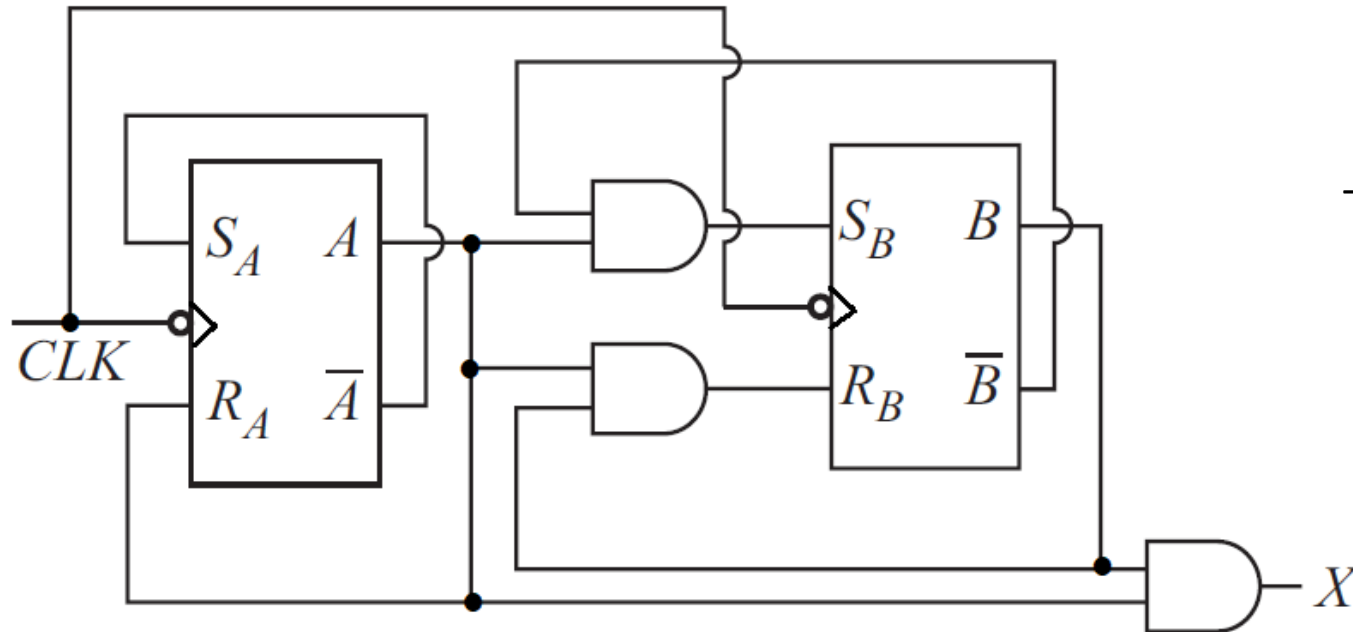 S_A A
CLK
R_A A̅
S_B B
R_B B̅
X